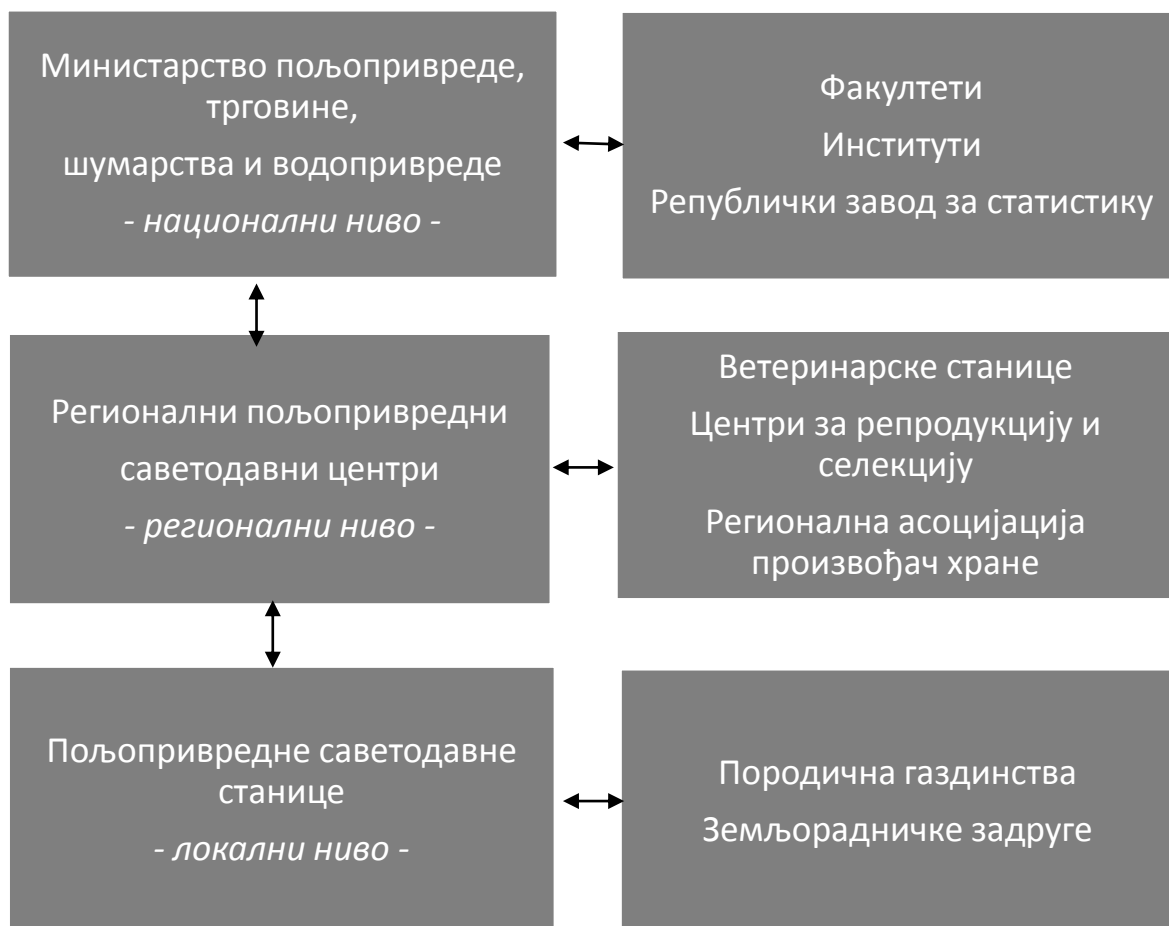 Министарство пољопривреде,
трговине,
шумарства и водопривреде
- национални ниво -
Факултети
Институти
Републички завод за статистику
Регионални пољопривредни
саветодавни центри
- регионални ниво -
Ветеринарске станице
Центри за репродукцију и
селекцију
Регионална асоцијација
произвођач хране
Пољопривредне саветодавне
станице
- локални ниво -
Породична газдинства
Земљорадничке задруге